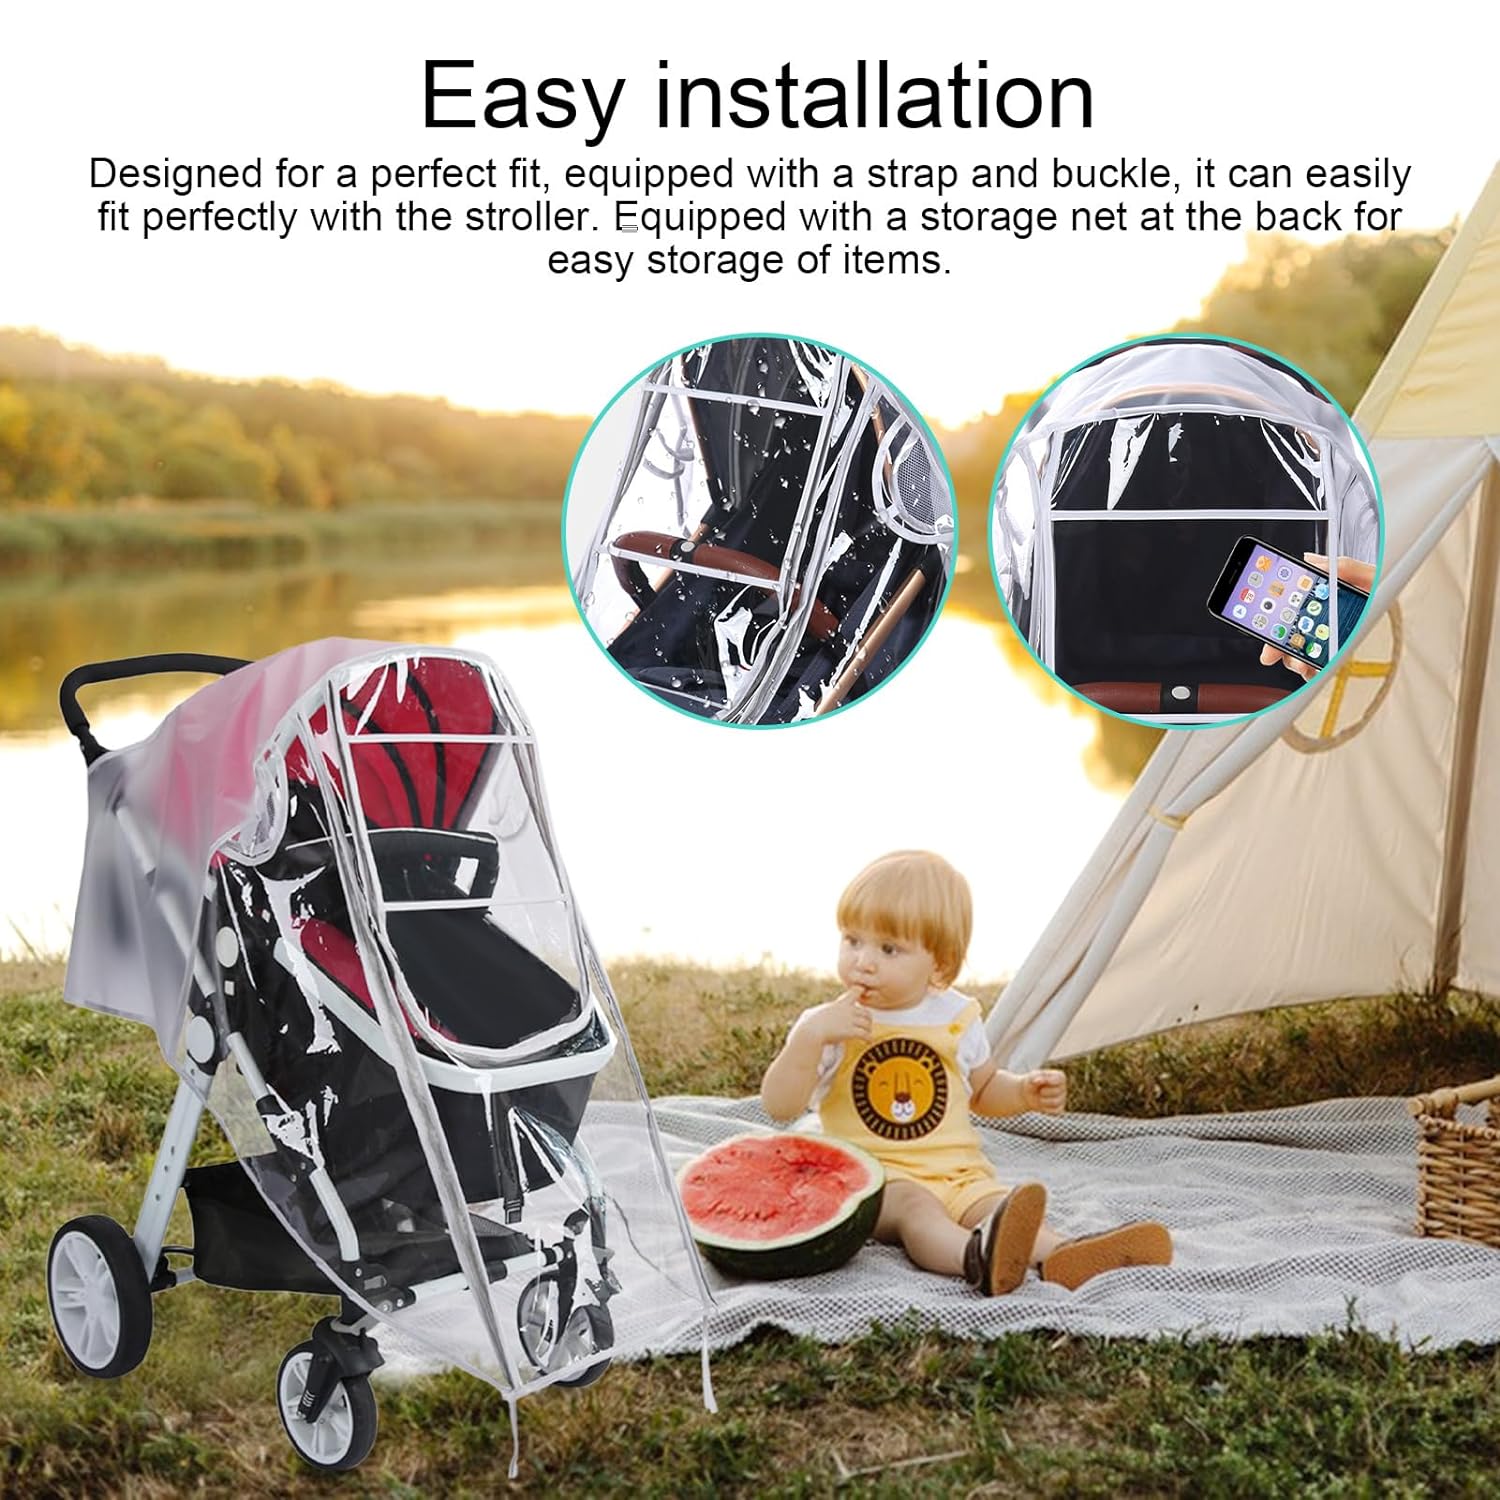 Easy installation
Designed for a perfect fit, equipped with a strap and buckle, it can easily
fit perfectly with the stroller. Equipped with a storage net at the back for
easy storage of items.